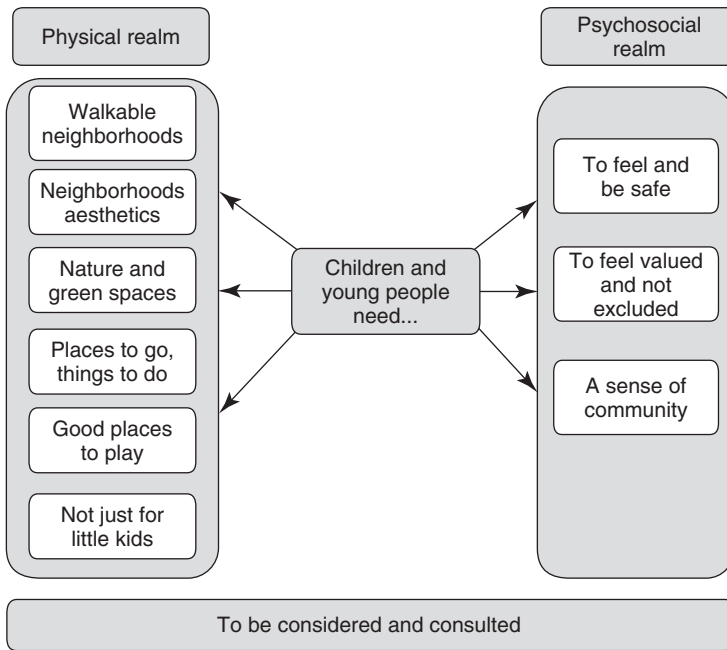 Physical realm
Psychosocial
realm
Walkable
neighborhoods
Neighborhoods
aesthetics
Nature and
green spaces
Places to go,
things to do
Good places
to play
Not just for
little kids
Children and
young people
need...
To feel and
be safe
To feel valued
and not
excluded
A sense of
community
To be considered and consulted